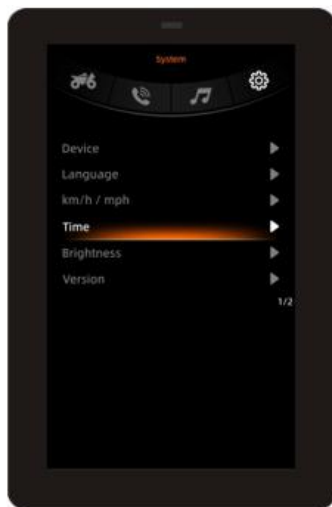 System
Device
Language
km/h / mph
Time
Brightness
Version
1/2